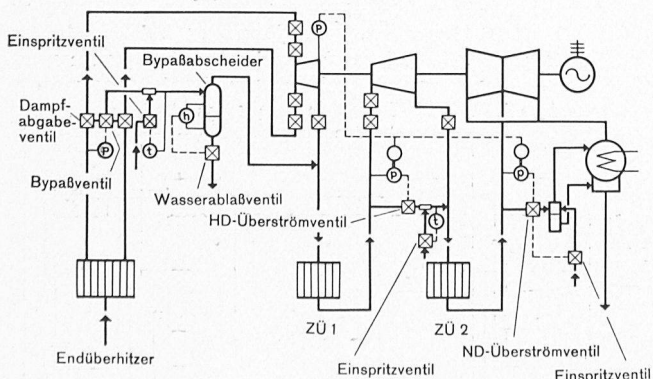 Einspritzventil
Bypaßabscheider
P
Dampf-
abgabe-
ventil
h
P
t
Bypaßventil
Wasserablaßventil
HD-Überströmventil
p
t
p
ZÜ 1
ZÜ 2
Endüberhitzer
Einspritzventil
ND-Überströmventil
Einspritzventil